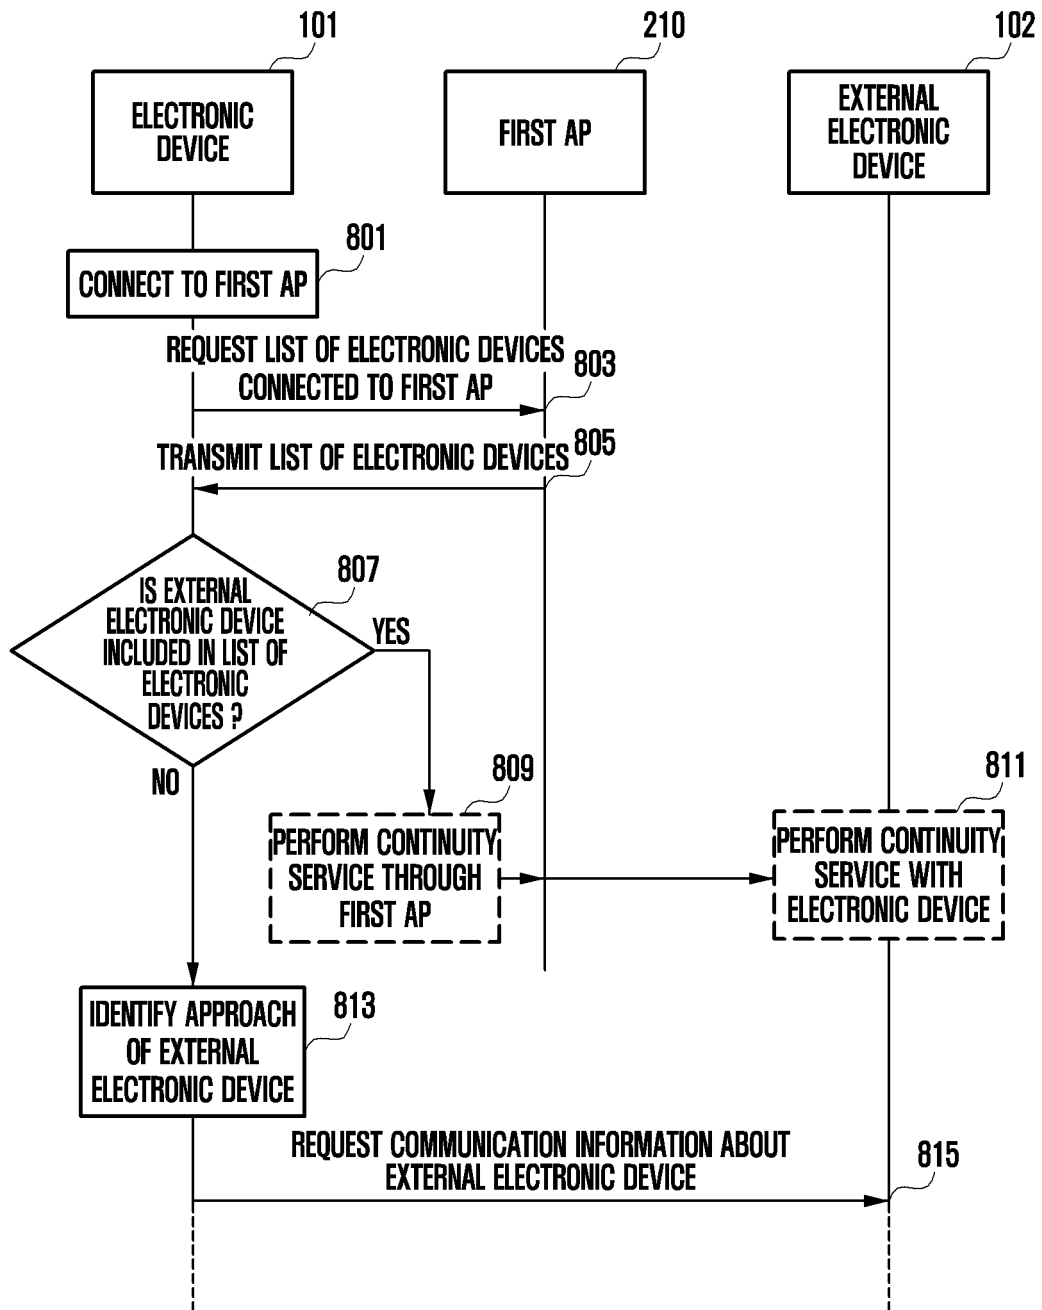 101
210
102
ELECTRONIC
DEVICE
FIRST AP
EXTERNAL
ELECTRONIC
DEVICE
801
CONNECT TO FIRST AP
REQUEST LIST OF ELECTRONIC DEVICES
CONNECTED TO FIRST AP
803
TRANSMIT LIST OF ELECTRONIC DEVICES
805
807
IS EXTERNAL
ELECTRONIC DEVICE
INCLUDED IN LIST OF
ELECTRONIC
DEVICES ?
YES
NO
809
PERFORM CONTINUITY
SERVICE THROUGH
FIRST AP
811
PERFORM CONTINUITY
SERVICE WITH
ELECTRONIC DEVICE
813
IDENTIFY APPROACH
OF EXTERNAL
ELECTRONIC DEVICE
REQUEST COMMUNICATION INFORMATION ABOUT
EXTERNAL ELECTRONIC DEVICE
815